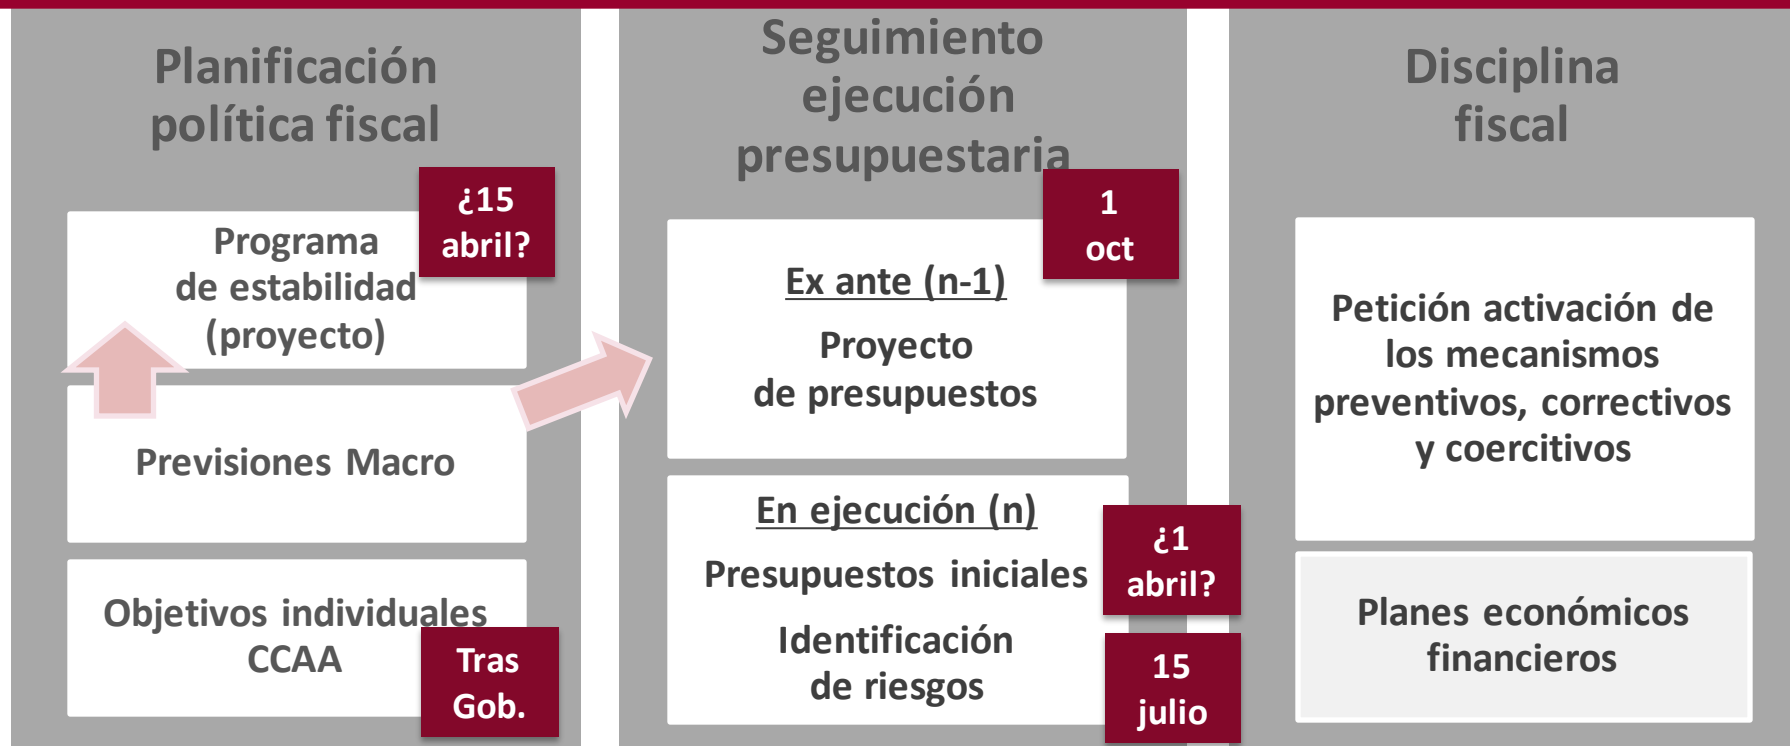 Planificación
política fiscal
¿15
abril?
Programa
de estabilidad
(proyecto)
Previsiones Macro
Objetivos individuales
CCAA
Tras
Gob.
Seguimiento
ejecución
presupuestaria
1
oct
Ex ante (n-1)
Proyecto
de presupuestos
En ejecución (n)
Presupuestos iniciales
¿1
abril?
Identificación
de riesgos
15
julio
Disciplina
fiscal
Petición activación de
los mecanismos
preventivos, correctivos
y coercitivos
Planes económicos
financieros